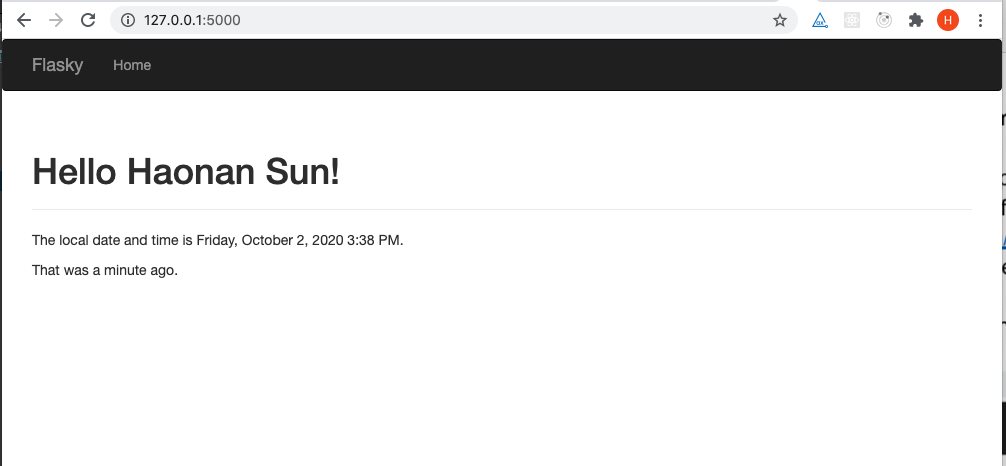 127.0.0.1:5000
H
Flasky Home
Hello Haonan Sun!
The local date and time is Friday, October 2, 2020 3:38 PM.
That was a minute ago.